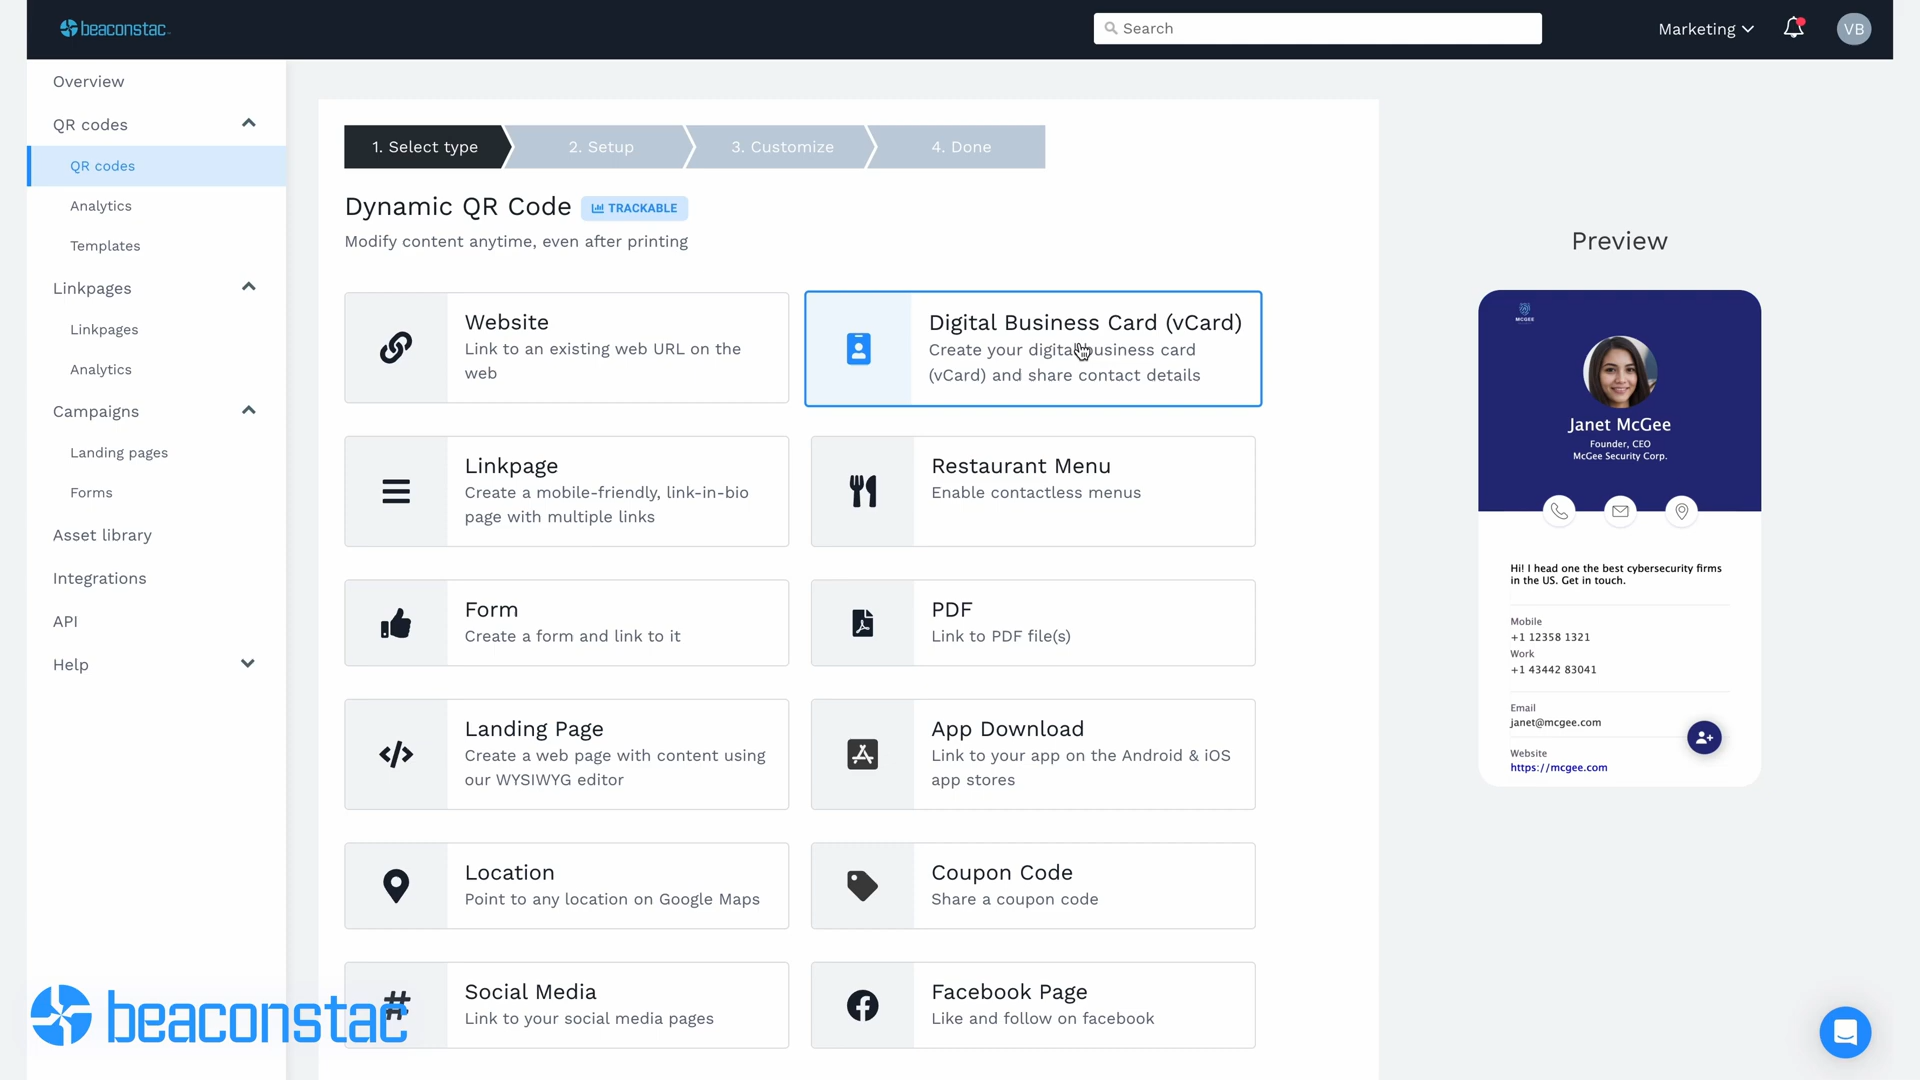 beaconstac
Search
Marketing
VB
Overview
QR codes
QR codes
Analytics
Templates
Linkpages
Linkpages
Analytics
Campaigns
Landing pages
Forms
Asset library
Integrations
API
Help
1. Select type
2. Setup
3. Customize
4. Done
Dynamic QR Code
TRACKABLE
Modify content anytime, even after printing
Website
Link to an existing web URL on the
web
Digital Business Card (vCard)
Create your digital business card
(vCard) and share contact details
Linkpage
Create a mobile-friendly, link-in-bio
page with multiple links
Restaurant Menu
Enable contactless menus
Form
Create a form and link to it
PDF
Link to PDF file(s)
Landing Page
Create a web page with content using
our WYSIWYG editor
App Download
Link to your app on the Android & iOS
app stores
Location
Point to any location on Google Maps
Coupon Code
Share a coupon code
Social Media
Link to your social media pages
Facebook Page
Like and follow on facebook
Preview
MCGEE
Janet McGee
Founder, CEO
McGee Security Corp.
Hi! I head one the best cybersecurity firms
in the US. Get in touch.
Mobile
+1 12358 1321
Work
+1 43442 83041
Email
janet@mcgee.com
Website
https://mcgee.com
beaconstac